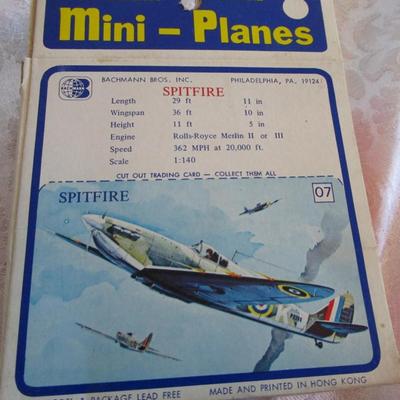 Mini - Planes
BACHMANN
BACHMANN BROS. INC. PHILADELPHIA, PA, 19124
SPITFIRE
Length 29 ft 11 in
Wingspan 36 ft 10 in
Height 11 ft 5 in
Engine Rolls-Royce Merlin II or III
Speed 362 MPH at 20,000 ft.
Scale 1:140
CUT OUT TRADING CARD — COLLECT THEM ALL
SPITFIRE
07
& PACKAGE LEAD FREE MADE AND PRINTED IN HONG KONG